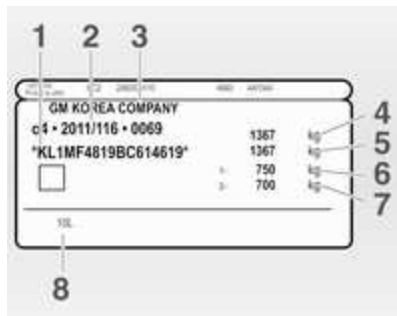 1 2 3
GM KOREA COMPANY
e4 • 2011/116 • 0069
1367 kg 4
*KL1MF4819BC614619* 1367 kg 5
1- 750 kg 6
2- 700 kg 7
10L
8